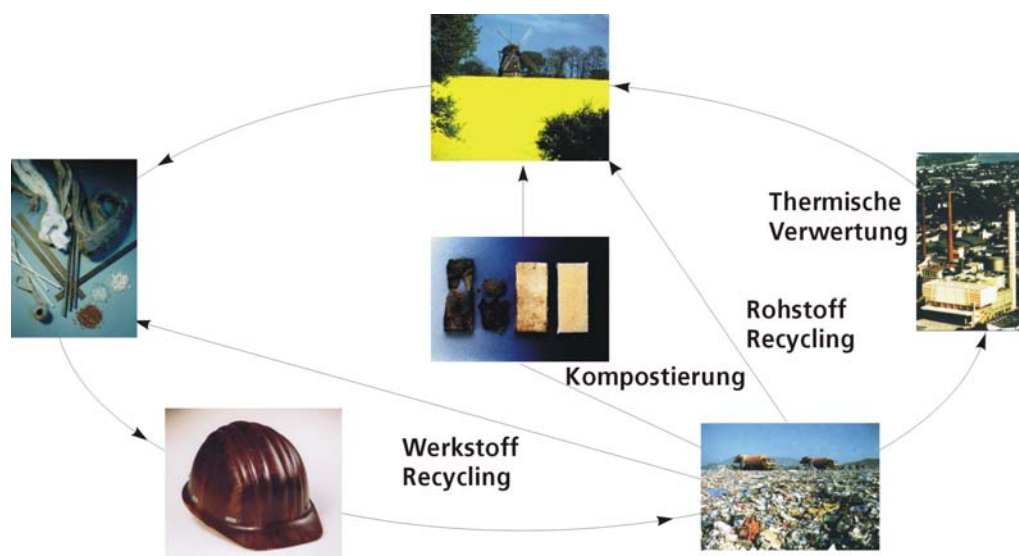 Thermische
Verwertung
Rohstoff
Recycling
Kompostierung
Werkstoff
Recycling